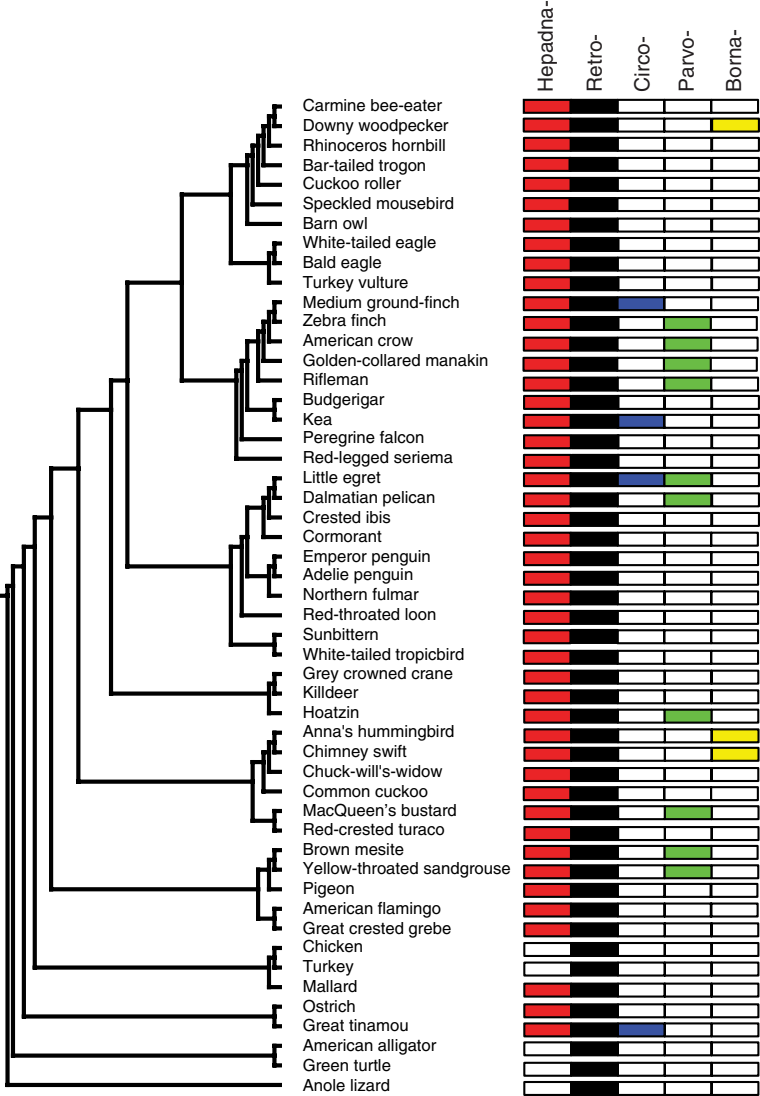 Hepadna-
Retro-
Circo-
Parvo-
Borna-
Carmine bee-eater
Downy woodpecker
Rhinoceros hornbill
Bar-tailed trogon
Cuckoo roller
Speckled mousebird
Barn owl
White-tailed eagle
Bald eagle
Turkey vulture
Medium ground-finch
Zebra finch
American crow
Golden-collared manakin
Rifleman
Budgerigar
Kea
Peregrine falcon
Red-legged seriema
Little egret
Dalmatian pelican
Crested ibis
Cormorant
Emperor penguin
Adelie penguin
Northern fulmar
Red-throated loon
Sunbittern
White-tailed tropicbird
Grey crowned crane
Killdeer
Hoatzin
Anna's hummingbird
Chimney swift
Chuck-will's-widow
Common cuckoo
MacQueen’s bustard
Red-crested turaco
Brown mesite
Yellow-throated sandgrouse
Pigeon
American flamingo
Great crested grebe
Chicken
Turkey
Mallard
Ostrich
Great tinamou
American alligator
Green turtle
Anole lizard